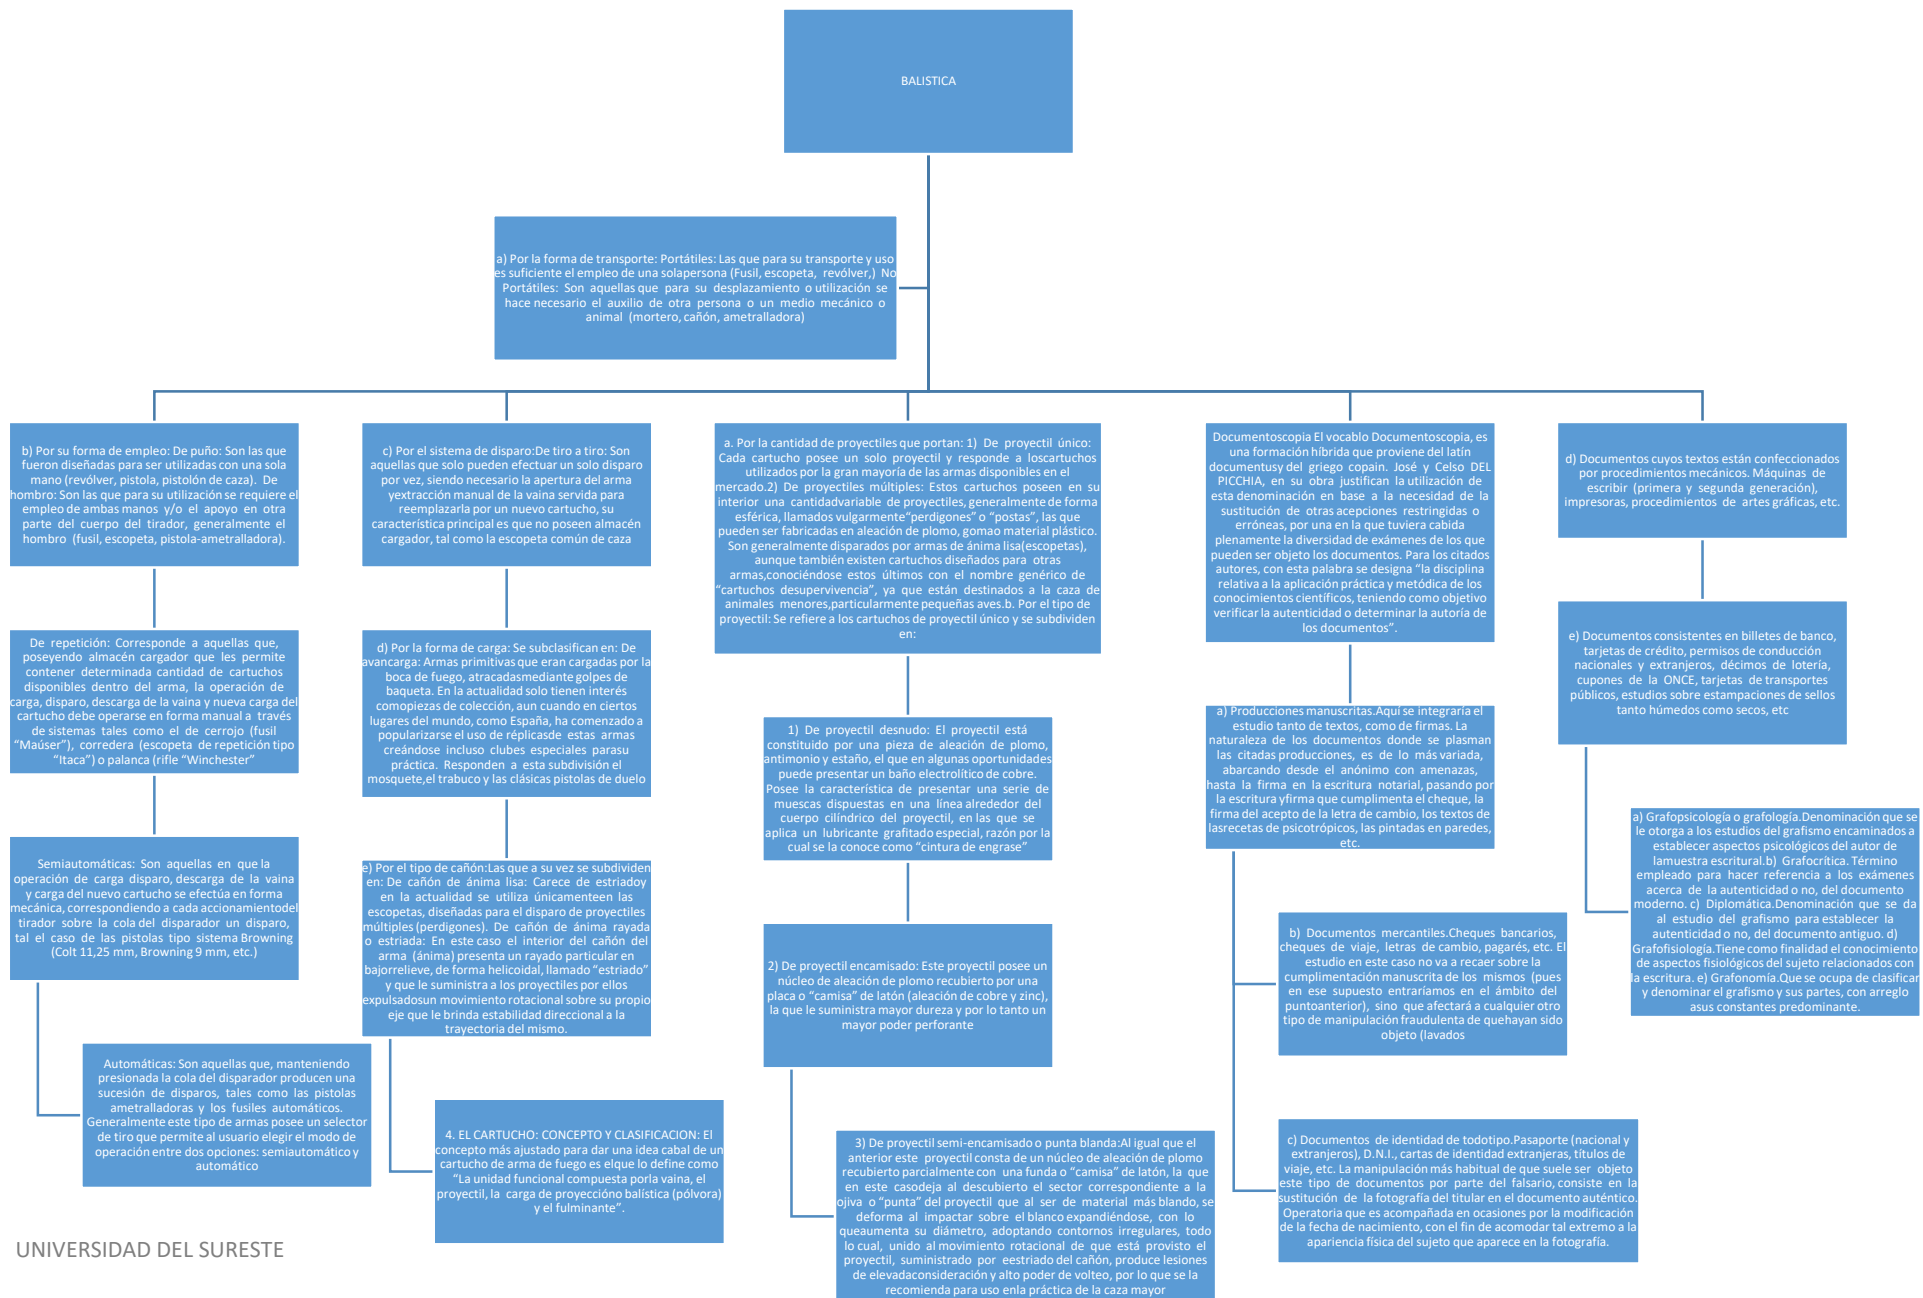 BALISTICA
a) Por la forma de transporte: Portátiles: Las que para su transporte y uso
es suficiente el empleo de una solapersona (Fusil, escopeta, revólver,) No
Portátiles: Son aquellas que para su desplazamiento o utilización se
hace necesario el auxilio de otra persona o un medio mecánico o
animal (mortero, cañón, ametralladora)
b) Por su forma de empleo: De puño: Son las que
fueron diseñadas para ser utilizadas con una sola
mano (revólver, pistola, pistolón de caza). De
hombro: Son las que para su utilización se requiere el
empleo de ambas manos y/o el apoyo en otra
parte del cuerpo del tirador, generalmente el
hombro (fusil, escopeta, pistola-ametralladora).
De repetición: Corresponde a aquellas que,
poseyendo almacén cargador que les permite
contener determinada cantidad de cartuchos
disponibles dentro del arma, la operación de
carga, disparo, descarga de la vaina y nueva carga del
cartucho debe operarse en forma manual a través
de sistemas tales como el de cerrojo (fusil
“Maúser”), corredera (escopeta de repetición tipo
“Itaca”) o palanca (rifle “Winchester”
Semiautomáticas: Son aquellas en que la
operación de carga disparo, descarga de la vaina
y carga del nuevo cartucho se efectúa en forma
mecánica, correspondiendo a cada accionamientodel
tirador sobre la cola del disparador un disparo,
tal el caso de las pistolas tipo sistema Browning
(Colt 11,25 mm, Browning 9 mm, etc.)
Automáticas: Son aquellas que, manteniendo
presionada la cola del disparador producen una
sucesión de disparos, tales como las pistolas
ametralladoras y los fusiles automáticos.
Generalmente este tipo de armas posee un selector
de tiro que permite al usuario elegir el modo de
operación entre dos opciones: semiautomático y
automático
c) Por el sistema de disparo:De tiro a tiro: Son
aquellas que solo pueden efectuar un solo disparo
por vez, siendo necesario la apertura del arma
yextracción manual de la vaina servida para
reemplazarla por un nuevo cartucho, su
característica principal es que no poseen almacén
cargador, tal como la escopeta común de caza
d) Por la forma de carga: Se subclasifican en: De
avancarga: Armas primitivas que eran cargadas por la
boca de fuego, atracadasmediante golpes de
baqueta. En la actualidad solo tienen interés
comopiezas de colección, aun cuando en ciertos
lugares del mundo, como España, ha comenzado a
popularizarse el uso de réplicasde estas armas
creándose incluso clubes especiales parasu
práctica. Responden a esta subdivisión el
mosquete,el trabuco y las clásicas pistolas de duelo
e) Por el tipo de cañón:Las que a su vez se subdividen
en: De cañón de ánima lisa: Carece de estriadoy
en la actualidad se utiliza únicamenteen las
escopetas, diseñadas para el disparo de proyectiles
múltiples (perdigones). De cañón de ánima rayada
o estriada: En este caso el interior del cañón del
arma (ánima) presenta un rayado particular en
bajorrelieve, de forma helicoidal, llamado “estriado”
y que le suministra a los proyectiles por ellos
expulsadosun movimiento rotacional sobre su propio
eje que le brinda estabilidad direccional a la
trayectoria del mismo.
4. EL CARTUCHO: CONCEPTO Y CLASIFICACION: El
concepto más ajustado para dar una idea cabal de un
cartucho de arma de fuego es elque lo define como
“La unidad funcional compuesta porla vaina, el
proyectil, la carga de proyeccióno balística (pólvora)
y el fulminante”.
a. Por la cantidad de proyectiles que portan: 1) De proyectil único:
Cada cartucho posee un solo proyectil y responde a loscartuchos
utilizados por la gran mayoría de las armas disponibles en el
mercado.2) De proyectiles múltiples: Estos cartuchos poseen en su
interior una cantidadvariable de proyectiles, generalmente de forma
esférica, llamados vulgarmente“perdigones” o “postas”, las que
pueden ser fabricadas en aleación de plomo, gomao material plástico.
Son generalmente disparados por armas de ánima lisa(escopetas),
aunque también existen cartuchos diseñados para otras
armas,conociéndose estos últimos con el nombre genérico de
“cartuchos desupervivencia”, ya que están destinados a la caza de
animales menores,particularmente pequeñas aves.b. Por el tipo de
proyectil: Se refiere a los cartuchos de proyectil único y se subdividen
en:
1) De proyectil desnudo: El proyectil está
constituido por una pieza de aleación de plomo,
antimonio y estaño, el que en algunas oportunidades
puede presentar un baño electrolítico de cobre.
Posee la característica de presentar una serie de
muescas dispuestas en una línea alrededor del
cuerpo cilíndrico del proyectil, en las que se
aplica un lubricante grafitado especial, razón por la
cual se la conoce como “cintura de engrase”
2) De proyectil encamisado: Este proyectil posee un
núcleo de aleación de plomo recubierto por una
placa o “camisa” de latón (aleación de cobre y zinc),
la que le suministra mayor dureza y por lo tanto un
mayor poder perforante
3) De proyectil semi-encamisado o punta blanda:Al igual que el
anterior este proyectil consta de un núcleo de aleación de plomo
recubierto parcialmente con una funda o “camisa” de latón, la que
en este casodeja al descubierto el sector correspondiente a la
ojiva o “punta” del proyectil que al ser de material más blando, se
deforma al impactar sobre el blanco expandiéndose, con lo
queaumenta su diámetro, adoptando contornos irregulares, todo
lo cual, unido al movimiento rotacional de que está provisto el
proyectil, suministrado por eestriado del cañón, produce lesiones
de elevadaconsideración y alto poder de volteo, por lo que se la
recomienda para uso enla práctica de la caza mayor
Documentoscopia El vocablo Documentoscopia, es
una formación híbrida que proviene del latín
documentusy del griego copain. José y Celso DEL
PICCHIA, en su obra justifican la utilización de
esta denominación en base a la necesidad de la
sustitución de otras acepciones restringidas o
erróneas, por una en la que tuviera cabida
plenamente la diversidad de exámenes de los que
pueden ser objeto los documentos. Para los citados
autores, con esta palabra se designa “la disciplina
relativa a la aplicación práctica y metódica de los
conocimientos científicos, teniendo como objetivo
verificar la autenticidad o determinar la autoría de
los documentos”.
a) Producciones manuscritas.Aquí se integraría el
estudio tanto de textos, como de firmas. La
naturaleza de los documentos donde se plasman
las citadas producciones, es de lo más variada,
abarcando desde el anónimo con amenazas,
hasta la firma en la escritura notarial, pasando por
la escritura yfirma que cumplimenta el cheque, la
firma del acepto de la letra de cambio, los textos de
lasrecetas de psicotrópicos, las pintadas en paredes,
etc.
b) Documentos mercantiles.Cheques bancarios,
cheques de viaje, letras de cambio, pagarés, etc. El
estudio en este caso no va a recaer sobre la
cumplimentación manuscrita de los mismos (pues
en ese supuesto entraríamos en el ámbito del
puntoanterior), sino que afectará a cualquier otro
tipo de manipulación fraudulenta de quehayan sido
objeto (lavados
c) Documentos de identidad de todotipo.Pasaporte (nacional y
extranjeros), D.N.I., cartas de identidad extranjeras, títulos de
viaje, etc. La manipulación más habitual de que suele ser objeto
este tipo de documentos por parte del falsario, consiste en la
sustitución de la fotografía del titular en el documento auténtico.
Operatoria que es acompañada en ocasiones por la modificación
de la fecha de nacimiento, con el fin de acomodar tal extremo a la
apariencia física del sujeto que aparece en la fotografía.
d) Documentos cuyos textos están confeccionados
por procedimientos mecánicos. Máquinas de
escribir (primera y segunda generación),
impresoras, procedimientos de artes gráficas, etc.
e) Documentos consistentes en billetes de banco,
tarjetas de crédito, permisos de conducción
nacionales y extranjeros, décimos de lotería,
cupones de la ONCE, tarjetas de transportes
públicos, estudios sobre estampaciones de sellos
tanto húmedos como secos, etc
a) Grafopsicología o grafología.Denominación que se
le otorga a los estudios del grafismo encaminados a
establecer aspectos psicológicos del autor de
lamuestra escritural.b) Grafocrítica. Término
empleado para hacer referencia a los exámenes
acerca de la autenticidad o no, del documento
moderno. c) Diplomática.Denominación que se da
al estudio del grafismo para establecer la
autenticidad o no, del documento antiguo. d)
Grafofisiología.Tiene como finalidad el conocimiento
de aspectos fisiológicos del sujeto relacionados con
la escritura. e) Grafonomía.Que se ocupa de clasificar
y denominar el grafismo y sus partes, con arreglo
asus constantes predominante.
UNIVERSIDAD DEL SURESTE